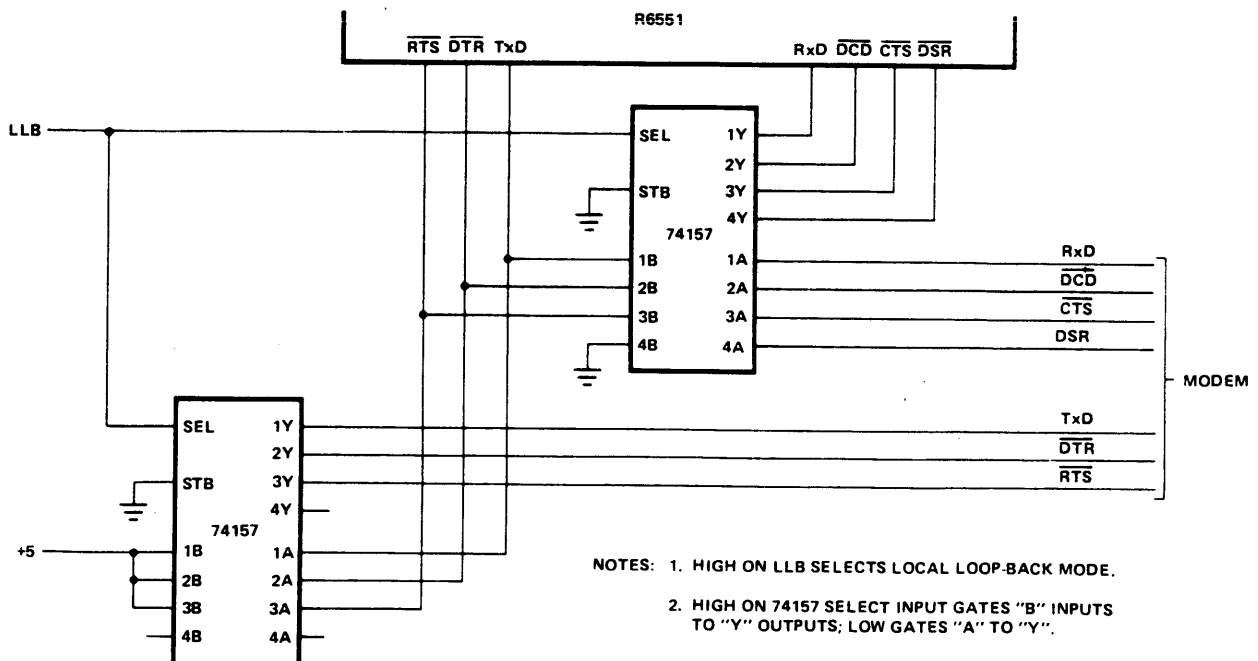 R6551
RTS DTR TxD RxD DCD CTS DSR
LLB
SEL 1Y
2Y
STB 3Y
4Y
74157
1B 1A RxD
2B 2A DCD
3B 3A CTS
4B 4A DSR
MODEM
SEL 1Y TxD
2Y DTR
STB 3Y RTS
4Y
74157
+5 1B 1A
2B 2A
3B 3A
4B 4A
NOTES: 1. HIGH ON LLB SELECTS LOCAL LOOP-BACK MODE.
2. HIGH ON 74157 SELECT INPUT GATES "B" INPUTS
TO "Y" OUTPUTS; LOW GATES "A" TO "Y".